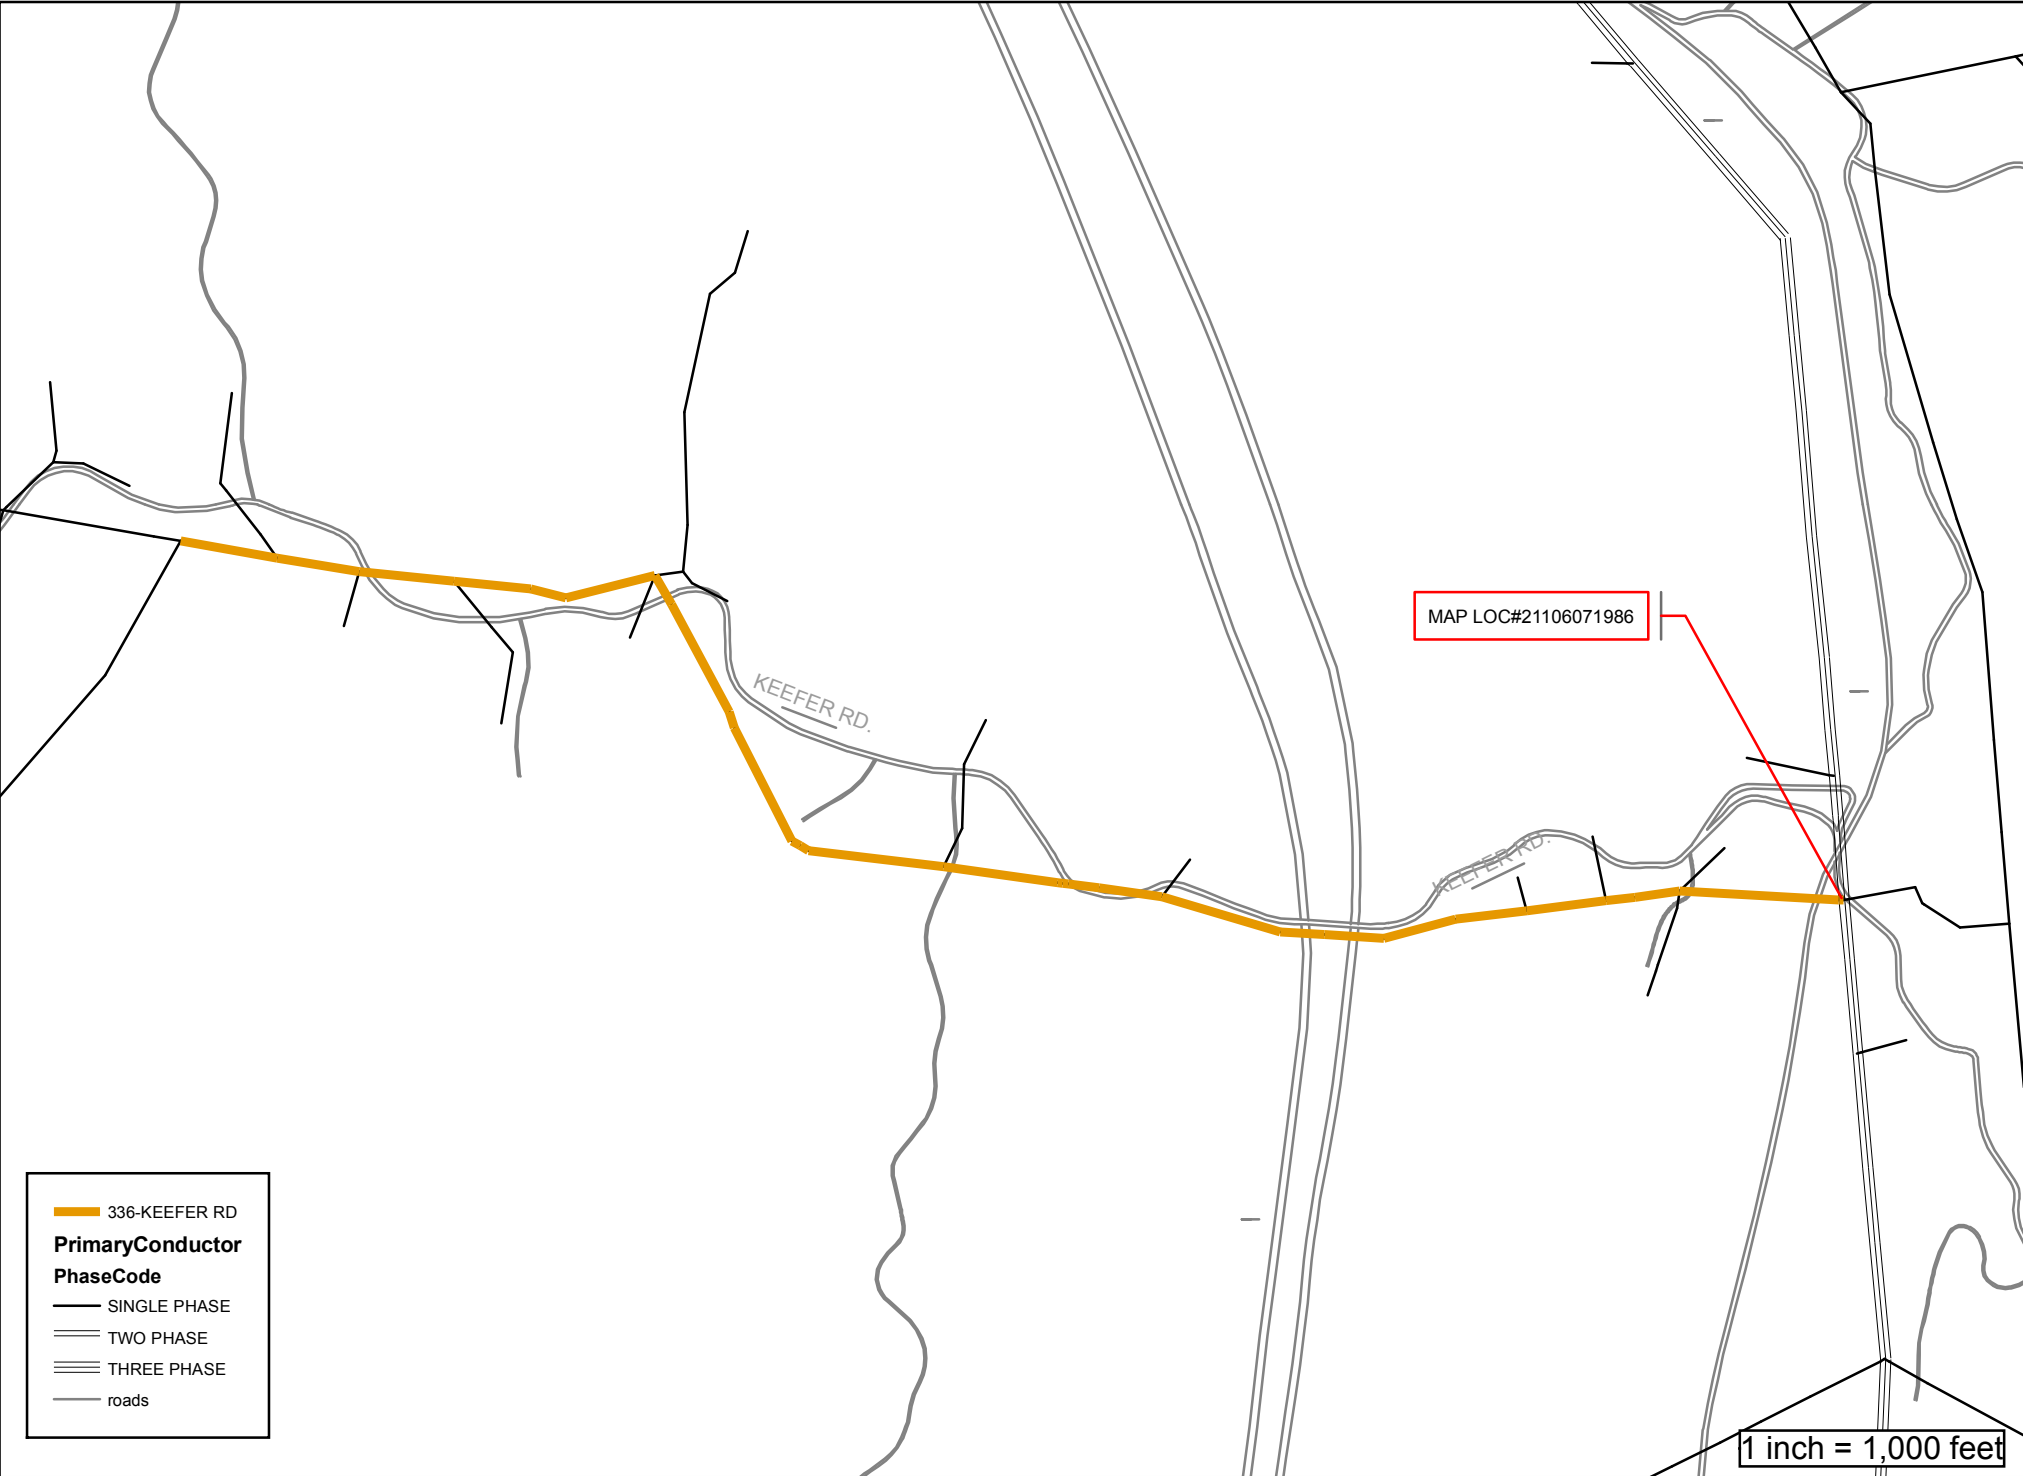 MAP LOC#21106071986
KEEFER RD.
KEEFER RD.
336-KEEFER RD
PrimaryConductor
PhaseCode
SINGLE PHASE
TWO PHASE
THREE PHASE
roads
1 inch = 1,000 feet